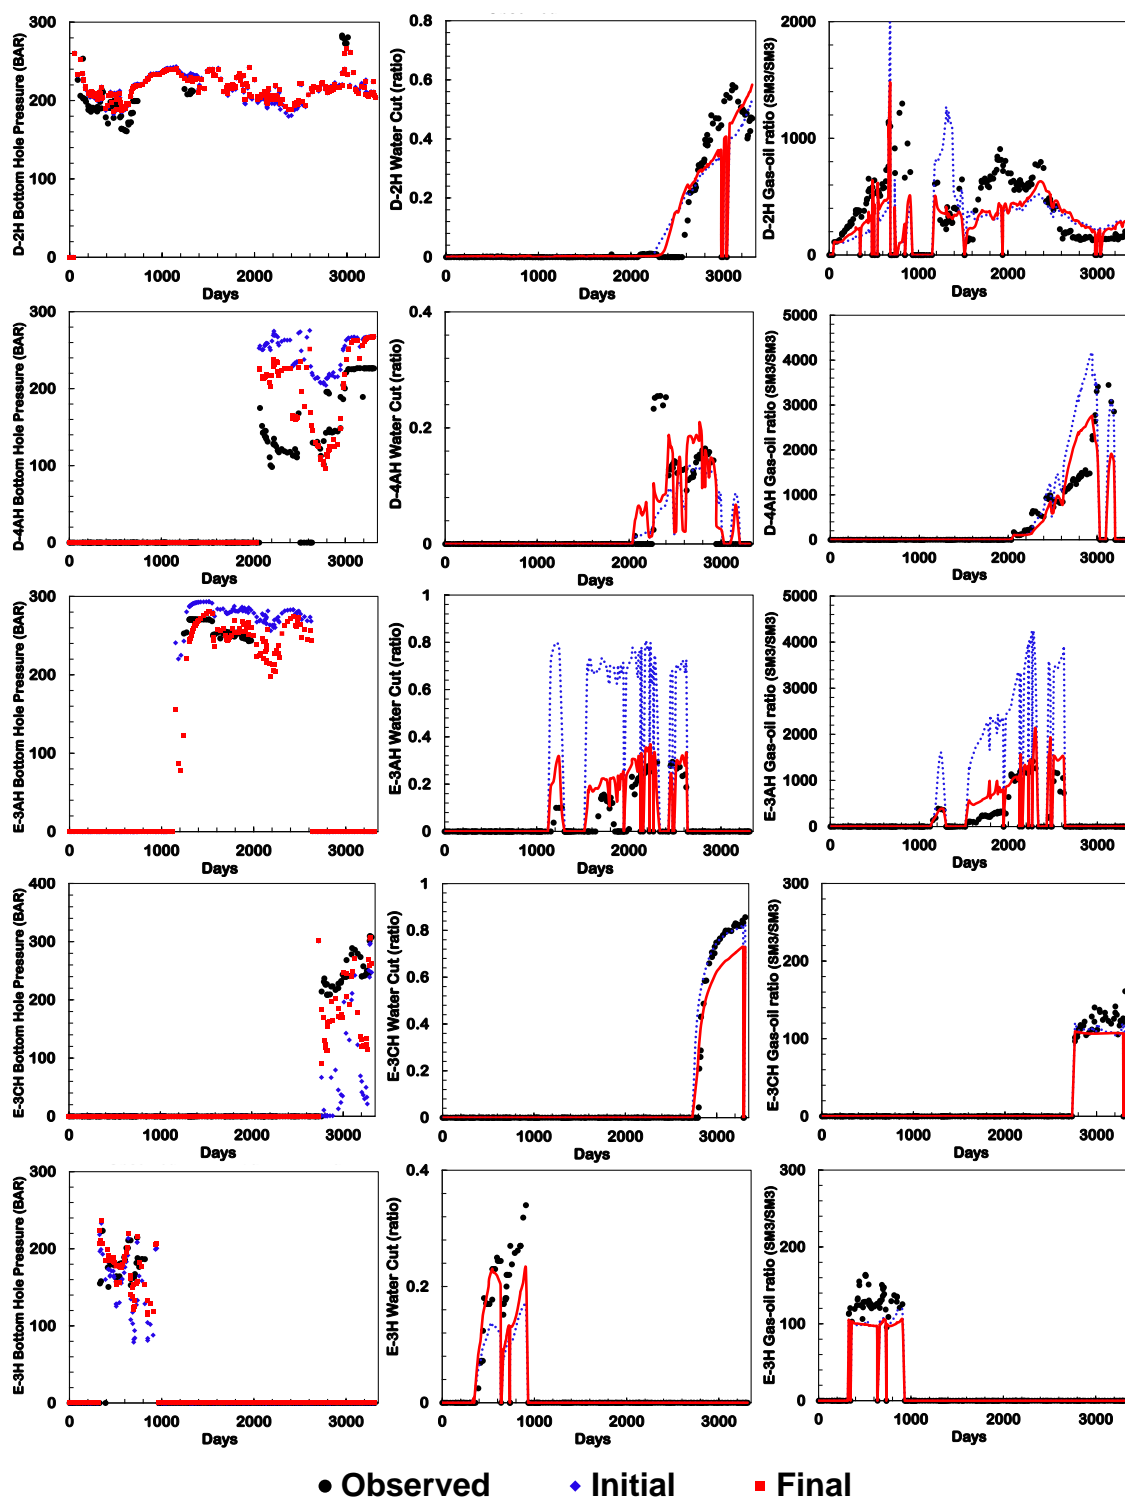 D-2H Bottom Hole Pressure (BAR)
300
200
100
0
0 1000 2000 3000
Days
D-2H Water Cut (ratio)
0.8
0.6
0.4
0.2
0
0 1000 2000 3000
Days
D-2H Gas-oil ratio (SM3/SM3)
2000
1000
0
0 1000 2000 3000
Days
D-4AH Bottom Hole Pressure (BAR)
300
200
100
0
0 1000 2000 3000
Days
D-4AH Water Cut (ratio)
0.4
0.2
0
0 1000 2000 3000
Days
D-4AH Gas-oil ratio (SM3/SM3)
5000
4000
3000
2000
1000
0
0 1000 2000 3000
Days
E-3AH Bottom Hole Pressure (BAR)
300
200
100
0
0 1000 2000 3000
Days
E-3AH Water Cut (ratio)
1
0.8
0.6
0.4
0.2
0
0 1000 2000 3000
Days
E-3AH Gas-oil ratio (SM3/SM3)
5000
4000
3000
2000
1000
0
0 1000 2000 3000
Days
E-3CH Bottom Hole Pressure (BAR)
400
300
200
100
0
0 1000 2000 3000
Days
E-3CH Water Cut (ratio)
1
0.8
0.6
0.4
0.2
0
0 1000 2000 3000
Days
E-3CH Gas-oil ratio (SM3/SM3)
300
200
100
0
0 1000 2000 3000
Days
E-3H Bottom Hole Pressure (BAR)
300
200
100
0
0 1000 2000 3000
Days
E-3H Water Cut (ratio)
0.4
0.2
0
0 1000 2000 3000
Days
E-3H Gas-oil ratio (SM3/SM3)
300
200
100
0
0 1000 2000 3000
Days
Observed Initial Final